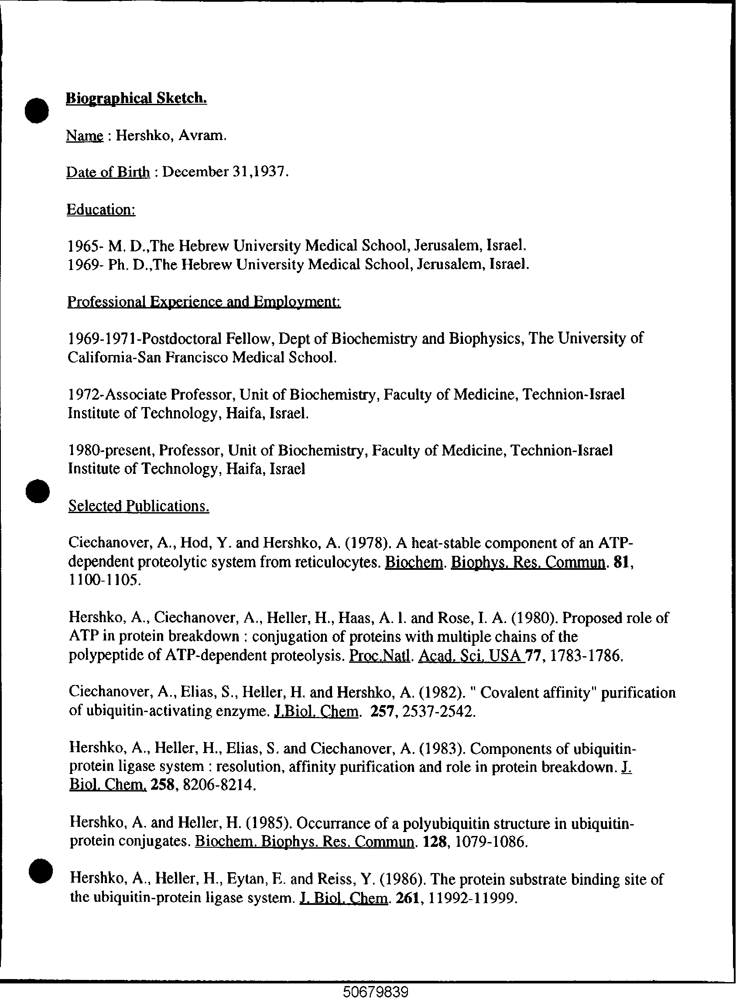 Biographical Sketch.
Name : Hershko, Avram.
Date of Birth : December 31,1937.
Education:
1965- M. D.,The Hebrew University Medical School, Jerusalem, Israel.
1969- Ph. D.,The Hebrew University Medical School, Jerusalem, Israel.
Professional Experience and Employment:
1969-1971-Postdoctoral Fellow, Dept of Biochemistry and Biophysics, The University of
California-San Francisco Medical School.
1972-Associate Professor, Unit of Biochemistry, Faculty of Medicine, Technion-Israel
Institute of Technology, Haifa, Israel.
1980-present, Professor, Unit of Biochemistry, Faculty of Medicine, Technion-Israel
Institute of Technology, Haifa, Israel
Selected Publications.
Ciechanover, A., Hod, Y. and Hershko, A. (1978). A heat-stable component of an ATP-
dependent proteolytic system from reticulocytes. Biochem. Biophys. Res. Commun. 81,
1100-1105.
Hershko, A., Ciechanover, A., Heller, H., Haas, A. l. and Rose, I. A. (1980). Proposed role of
ATP in protein breakdown : conjugation of proteins with multiple chains of the
polypeptide of ATP-dependent proteolysis. Proc.Natl. Acad. Sci. USA 77, 1783-1786.
Ciechanover, A., Elias, S., Heller, H. and Hershko, A. (1982). " Covalent affinity" purification
of ubiquitin-activating enzyme. J.Biol. Chem. 257, 2537-2542.
Hershko, A., Heller, H., Elias, S. and Ciechanover, A. (1983). Components of ubiquitin-
protein ligase system : resolution, affinity purification and role in protein breakdown. J.
Biol. Chem. 258, 8206-8214.
Hershko, A. and Heller, H. (1985). Occurrance of a polyubiquitin structure in ubiquitin-
protein conjugates. Biochem. Biophys. Res. Commun. 128, 1079-1086.
Hershko, A., Heller, H., Eytan, E. and Reiss, Y. (1986). The protein substrate binding site of
the ubiquitin-protein ligase system. J. Biol. Chem. 261, 11992-11999.
50679839